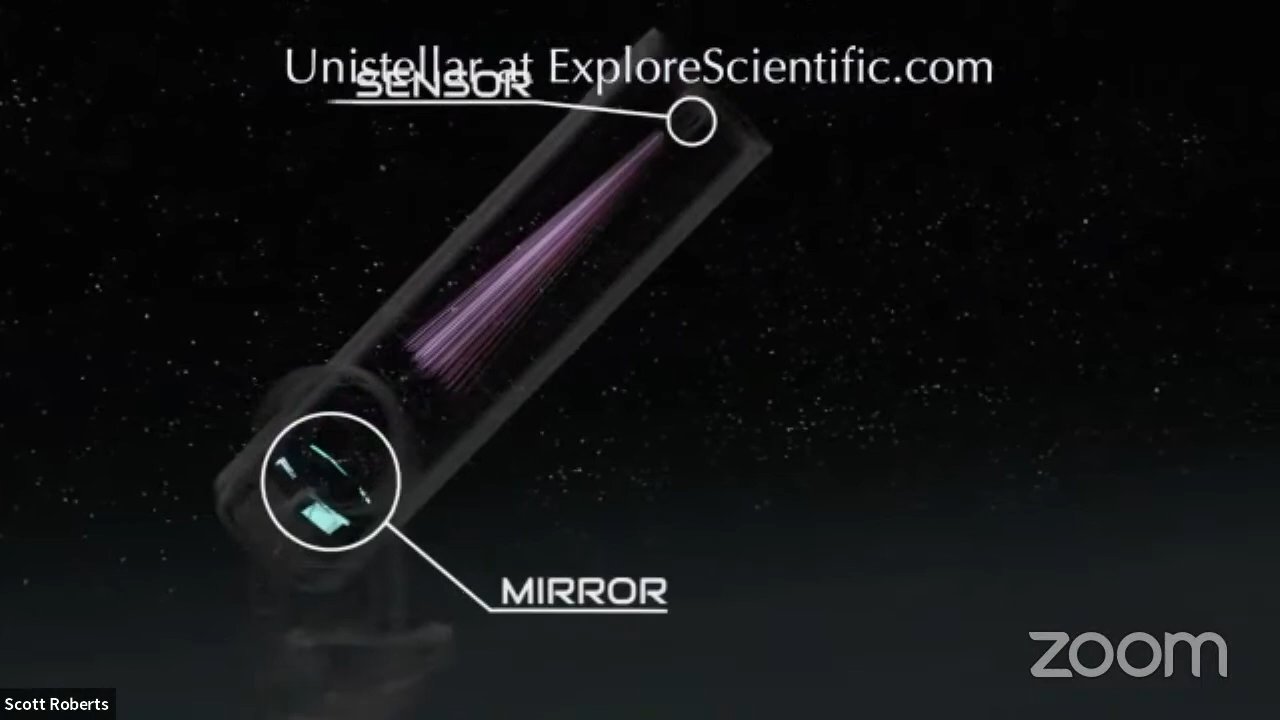 Unistellar at ExploreScientific.com
SENSOR
MIRROR
zoom
Scott Roberts